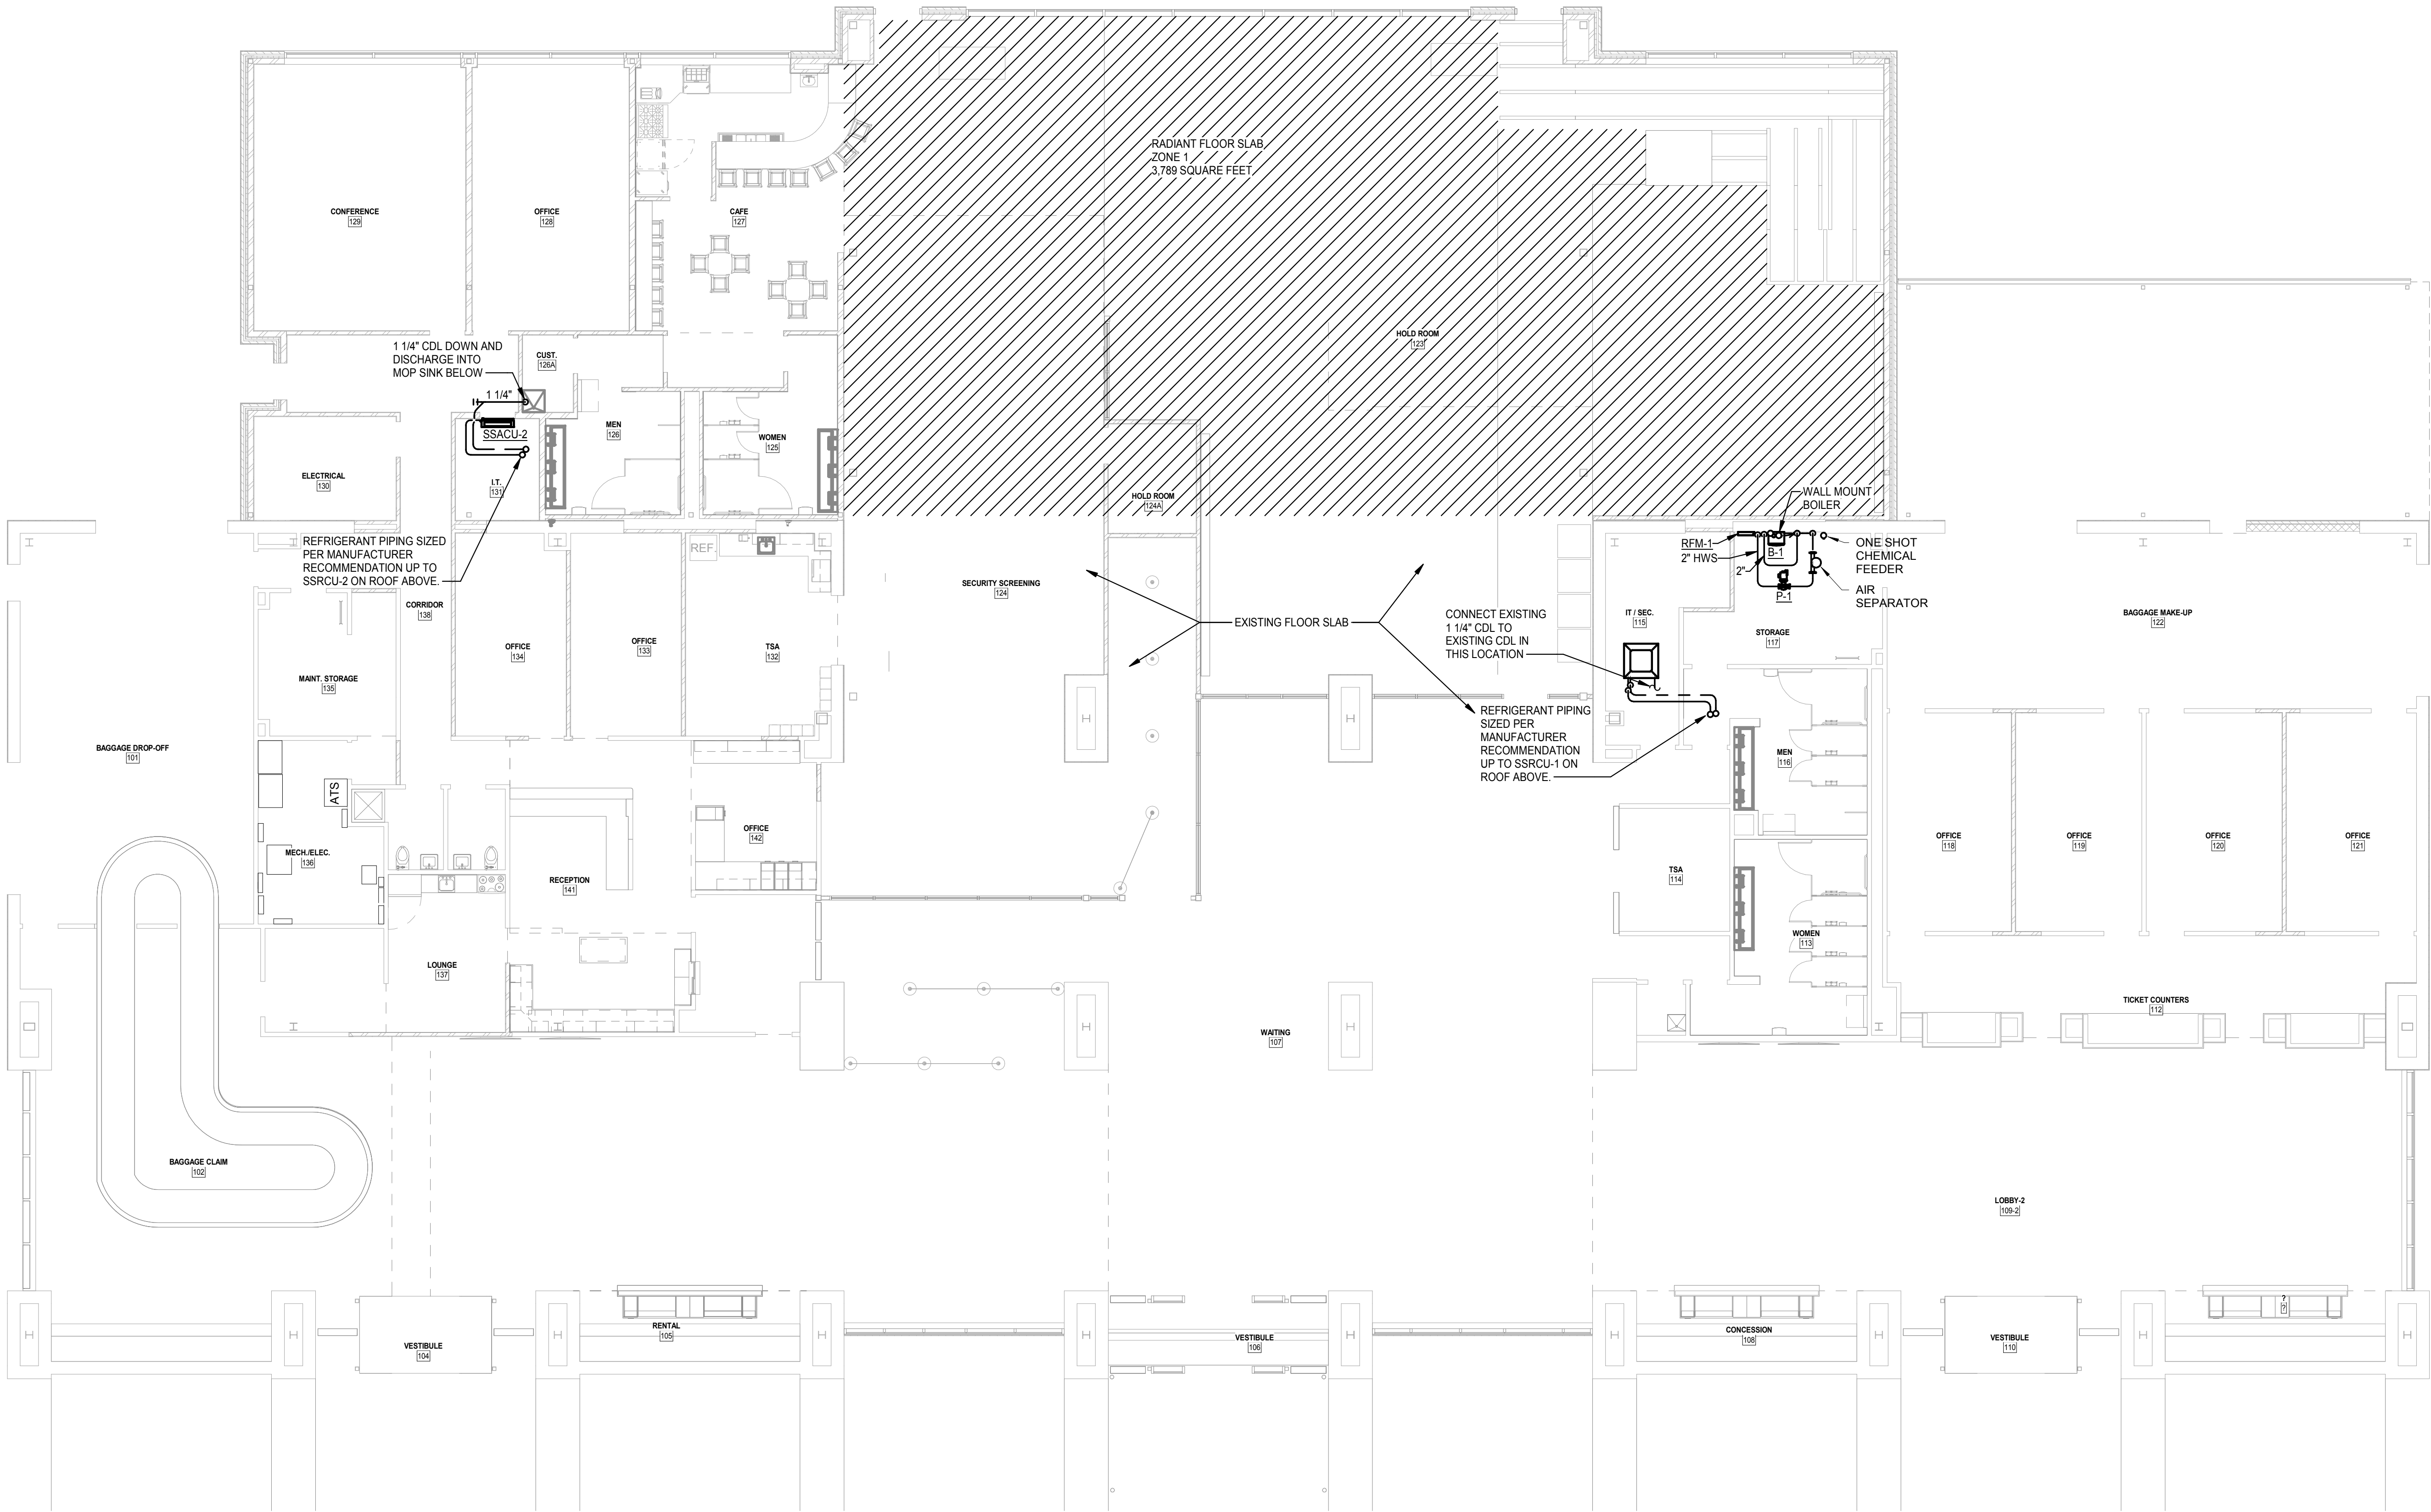 RADIANT FLOOR SLAB
ZONE 1
3,789 SQUARE FEET
CONFERENCE
129
OFFICE
128
CAFE
127
HOLD ROOM
123
1 1/4" CDL DOWN AND
DISCHARGE INTO
MOP SINK BELOW
CUST.
126A
1 1/4"
SSACU-2
MEN
126
WOMEN
125
ELECTRICAL
130
I.T.
131
HOLD ROOM
124A
WALL MOUNT
BOILER
REFRIGERANT PIPING SIZED
PER MANUFACTURER
RECOMMENDATION UP TO
SSRCU-2 ON ROOF ABOVE.
REF.
RFM-1
2" HWS
B-1
2"
P-1
ONE SHOT
CHEMICAL
FEEDER
AIR
SEPARATOR
CORRIDOR
138
SECURITY SCREENING
124
EXISTING FLOOR SLAB
CONNECT EXISTING
1 1/4" CDL TO
EXISTING CDL IN
THIS LOCATION
IT / SEC.
115
STORAGE
117
BAGGAGE MAKE-UP
122
OFFICE
134
OFFICE
133
TSA
132
MAINT. STORAGE
135
BAGGAGE DROP-OFF
101
REFRIGERANT PIPING
SIZED PER
MANUFACTURER
RECOMMENDATION
UP TO SSRCU-1 ON
ROOF ABOVE.
MEN
116
ATS
MECH./ELEC.
136
OFFICE
142
RECEPTION
141
OFFICE
118
OFFICE
119
OFFICE
120
OFFICE
121
TSA
114
WOMEN
113
LOUNGE
137
TICKET COUNTERS
112
WAITING
107
BAGGAGE CLAIM
102
LOBBY-2
109-2
RENTAL
105
VESTIBULE
104
VESTIBULE
106
CONCESSION
108
VESTIBULE
110
?
?